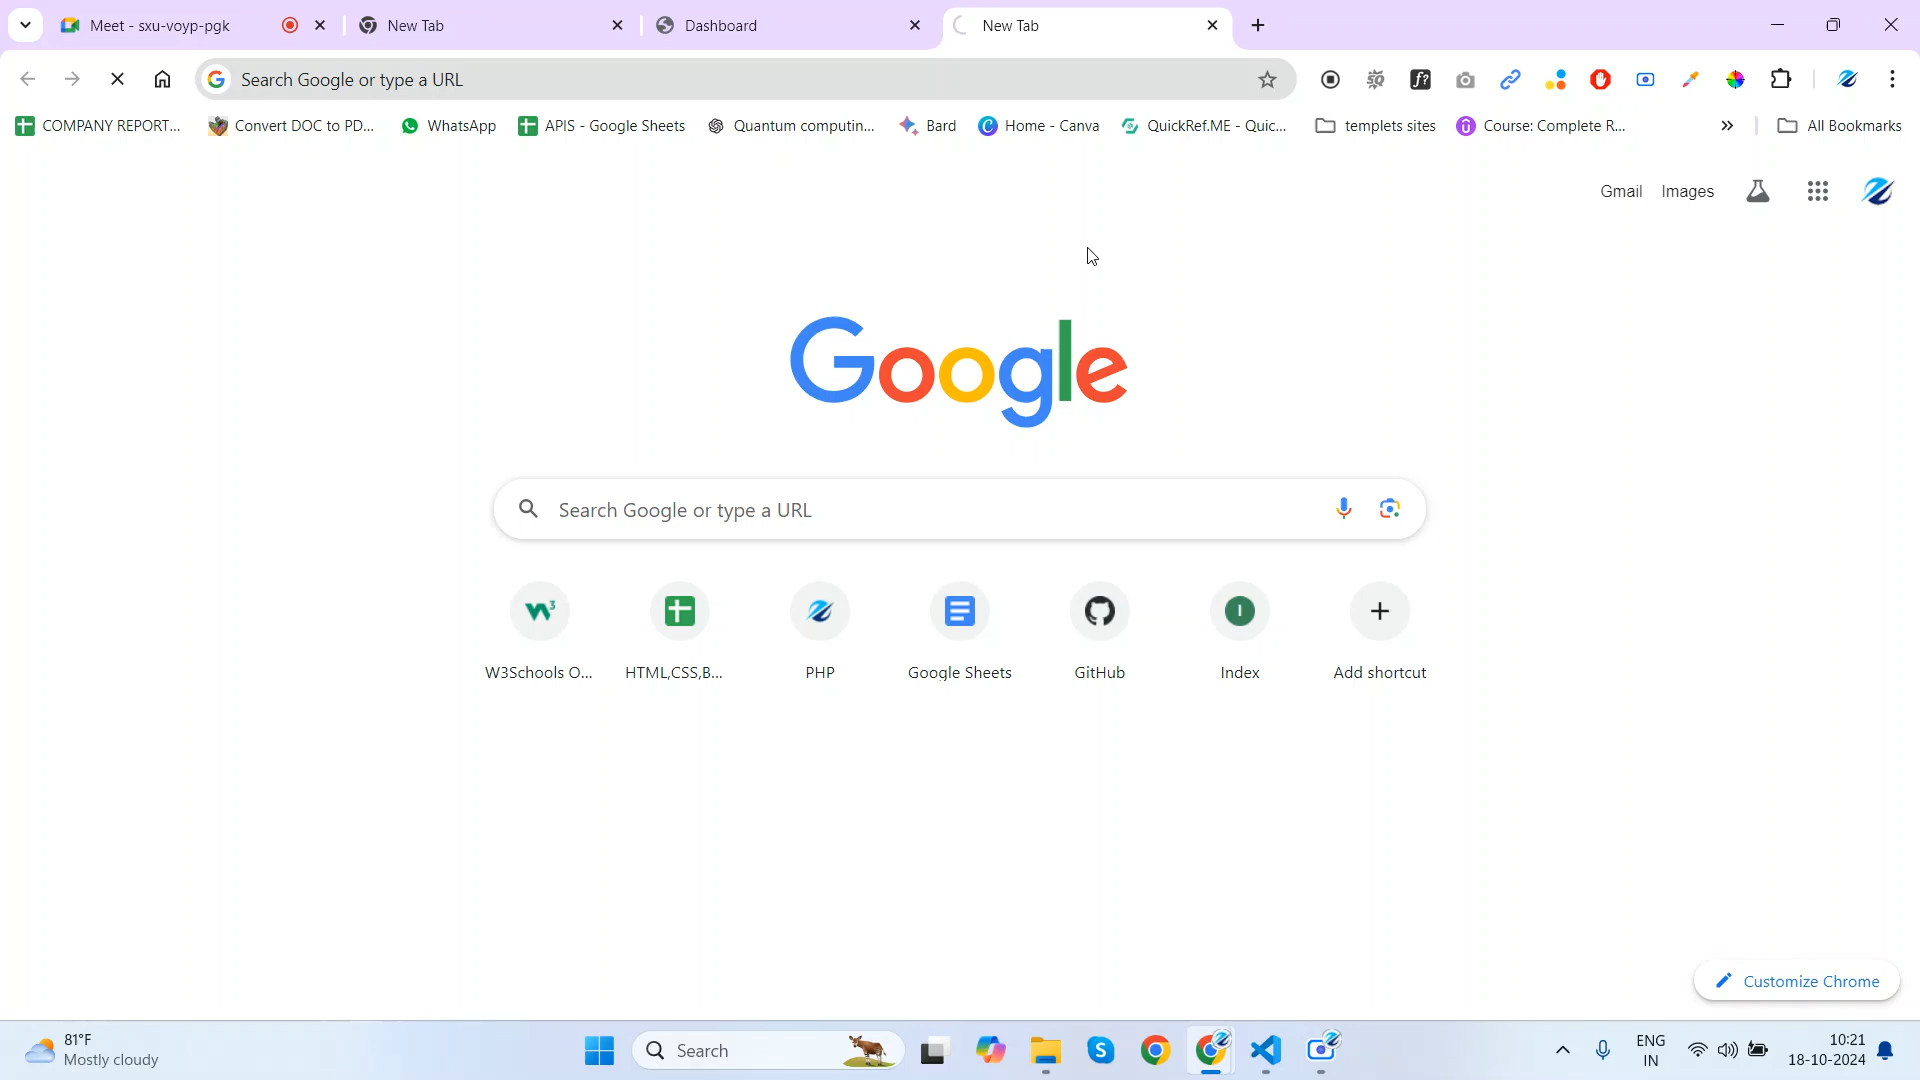 Meet - sxu-voyp-pgk
New Tab
Dashboard
New Tab
Search Google or type a URL
f?
COMPANY REPORT...
Convert DOC to PD...
WhatsApp
APIS - Google Sheets
Quantum computin...
Bard
Home - Canva
QuickRef.ME - Quic...
templets sites
Course: Complete R...
All Bookmarks
Gmail
Images
Google
Search Google or type a URL
W3Schools O...
HTML,CSS,B...
PHP
Google Sheets
GitHub
I
Index
Add shortcut
Customize Chrome
81°F
Mostly cloudy
Search
ENG
IN
10:21
18-10-2024